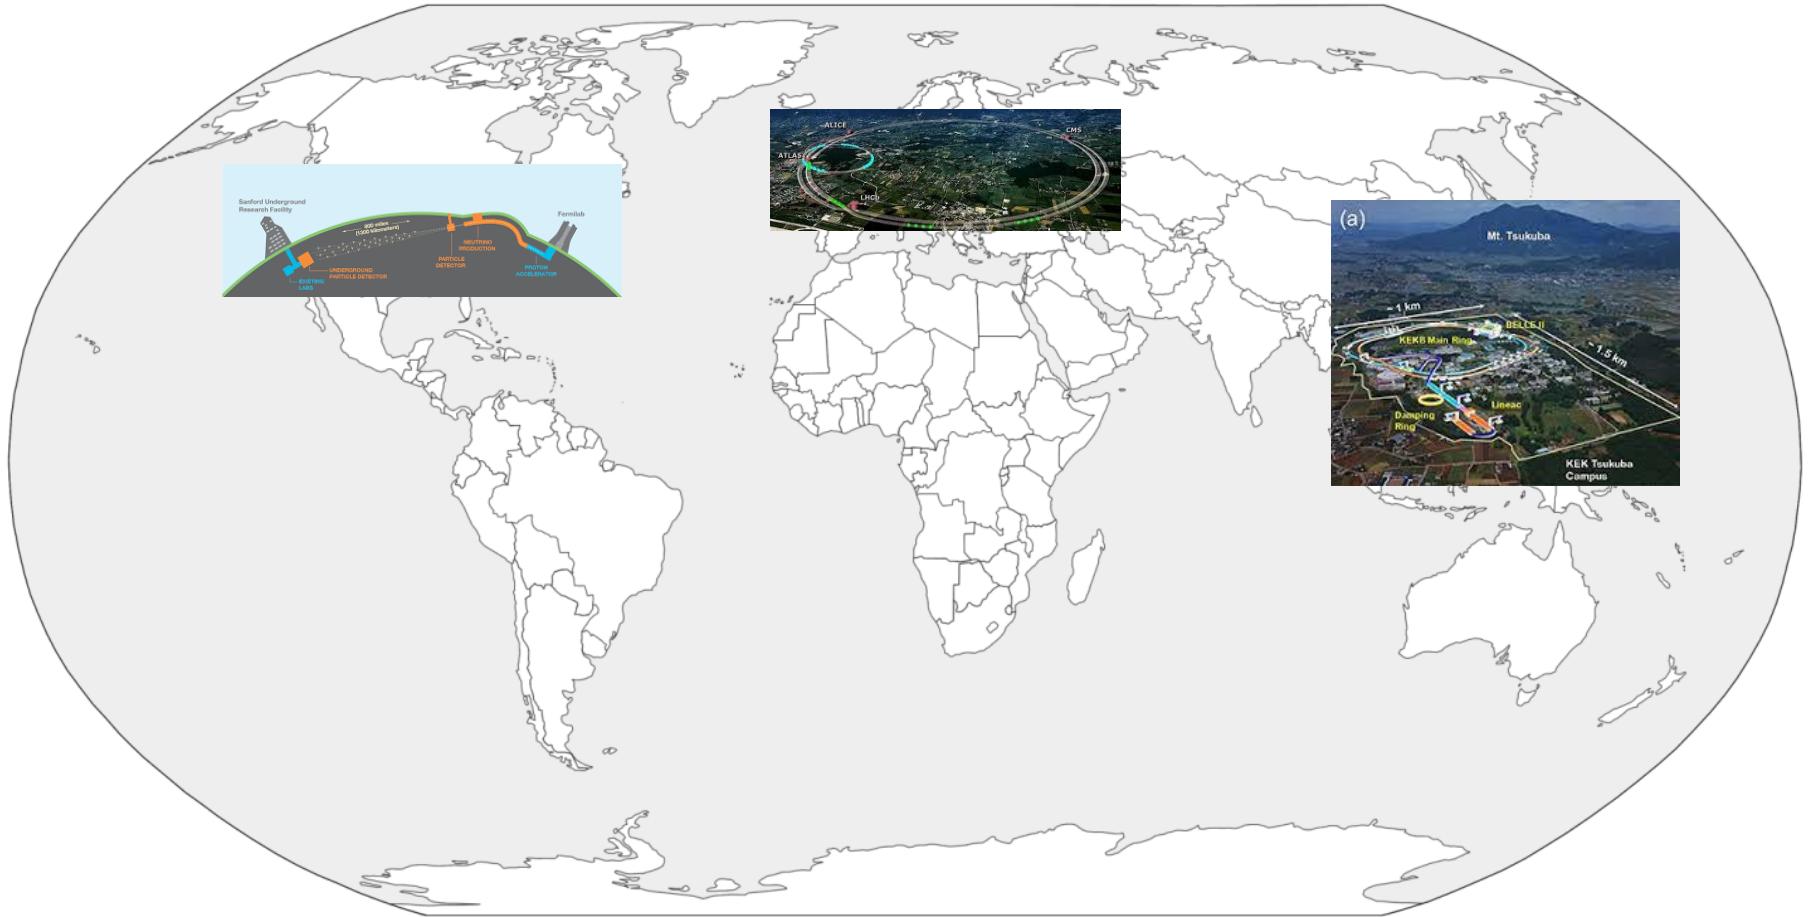 Sanford Underground
Research Facility
Fermilab
800 miles
(1300 kilometers)
NEUTRINO
PRODUCTION
PARTICLE
DETECTOR
UNDERGROUND
PARTICLE DETECTOR
PROTON
ACCELERATOR
EXISTING
LABS
ALICE
CMS
ATLAS
LHCb
(a)
Mt. Tsukuba
~ 1 km
BELLE II
KEKB Main Ring
~ 1.5 km
Lineac
Damping
Ring
KEK Tsukuba
Campus